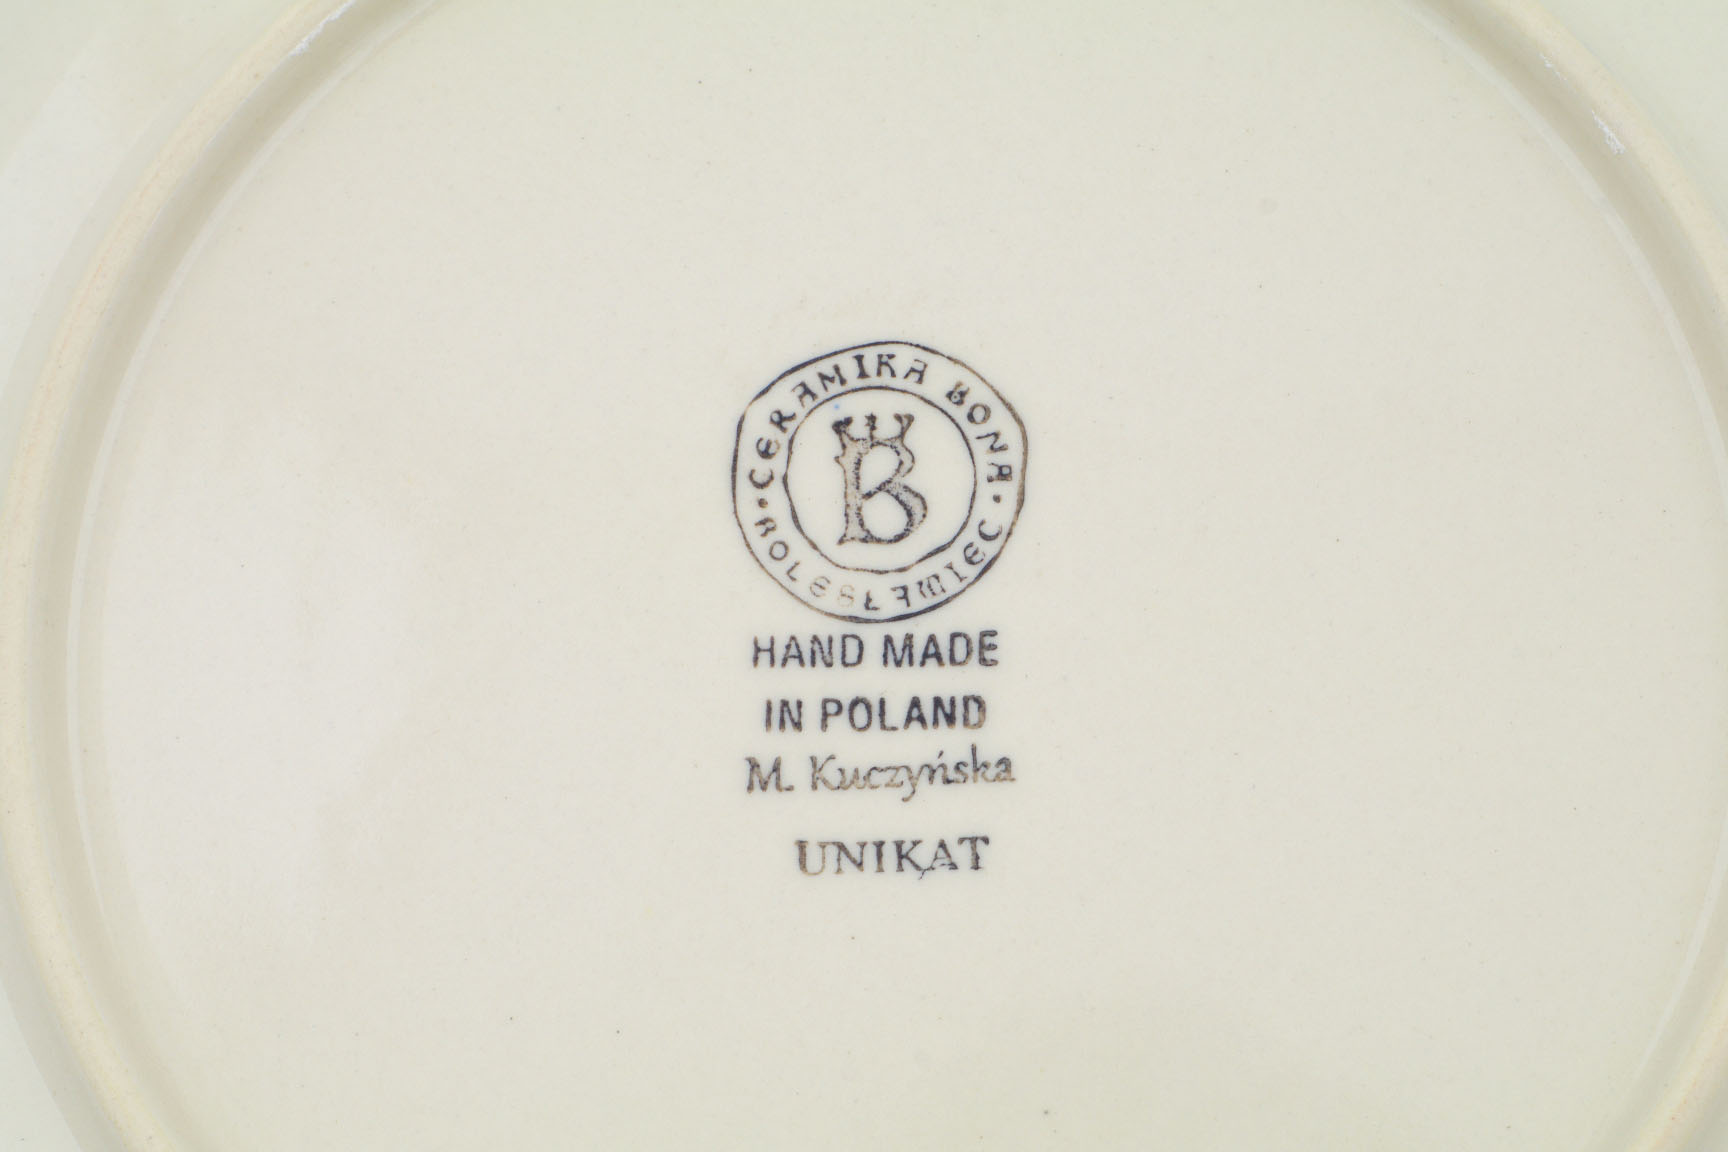 CERAMIKA BONA
B
BOLESŁAWIEC
HAND MADE
IN POLAND
M. Kuczyńska
UNIKAT